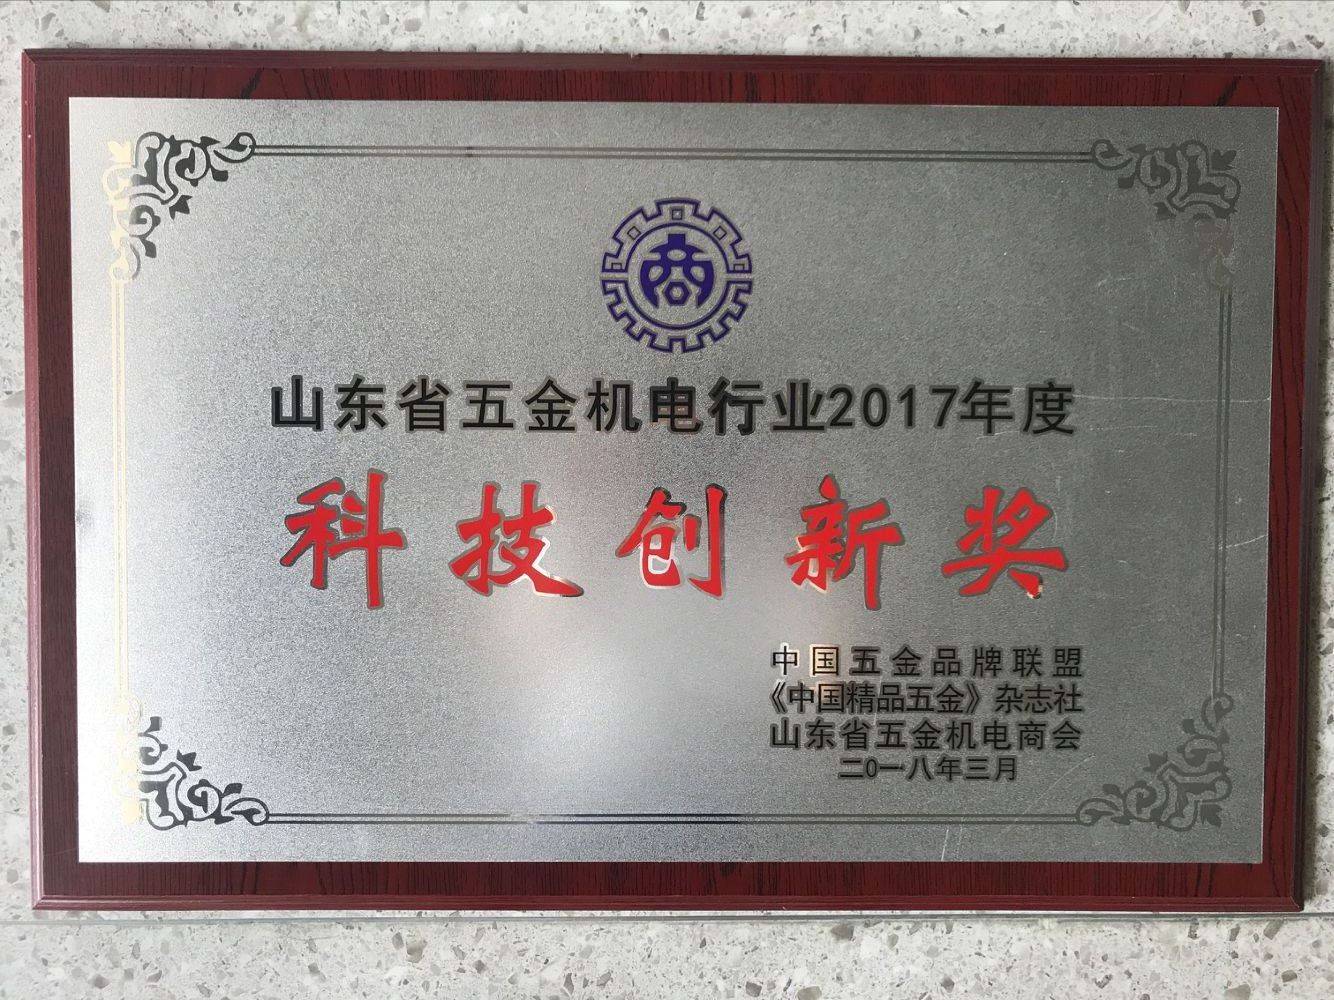 商
山东省五金机电行业2017年度
科技创新奖
中国五金品牌联盟
《中国精品五金》杂志社
山东省五金机电商会
二0一八年三月